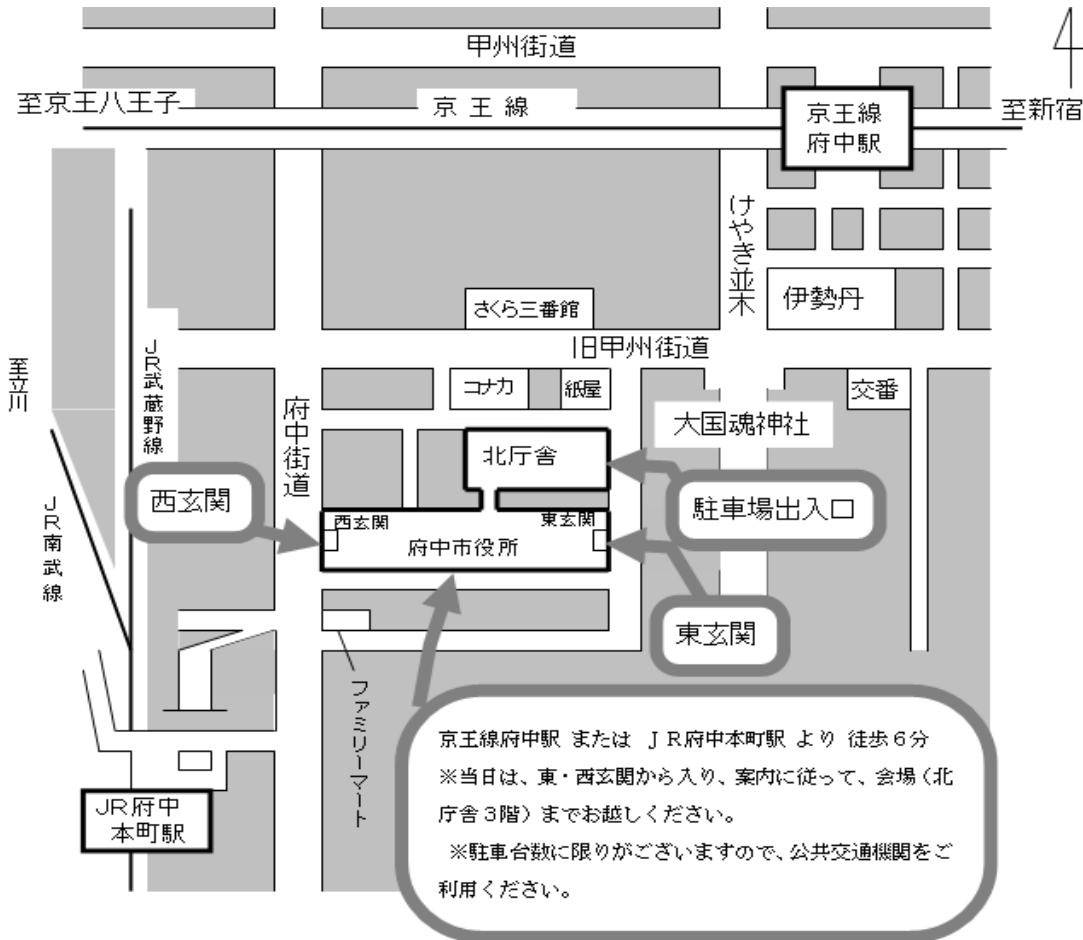 甲州街道
4
至京王八王子
京王線
京王線
府中駅
至新宿
けやき並木
伊勢丹
さくら三番館
旧甲州街道
至立川
JR武蔵野線
府中街道
コナカ
紙屋
交番
大国魂神社
北庁舎
西玄関
駐車場出入口
JR南武線
西玄関
東玄関
府中市役所
東玄関
ファミリーマート
京王線府中駅 または JR府中本町駅 より 徒歩6分
※当日は、東・西玄関から入り、案内に従って、会場(北
庁舎3階)までお越しください。
※駐車台数に限りがございますので、公共交通機関をご
利用ください。
JR府中
本町駅